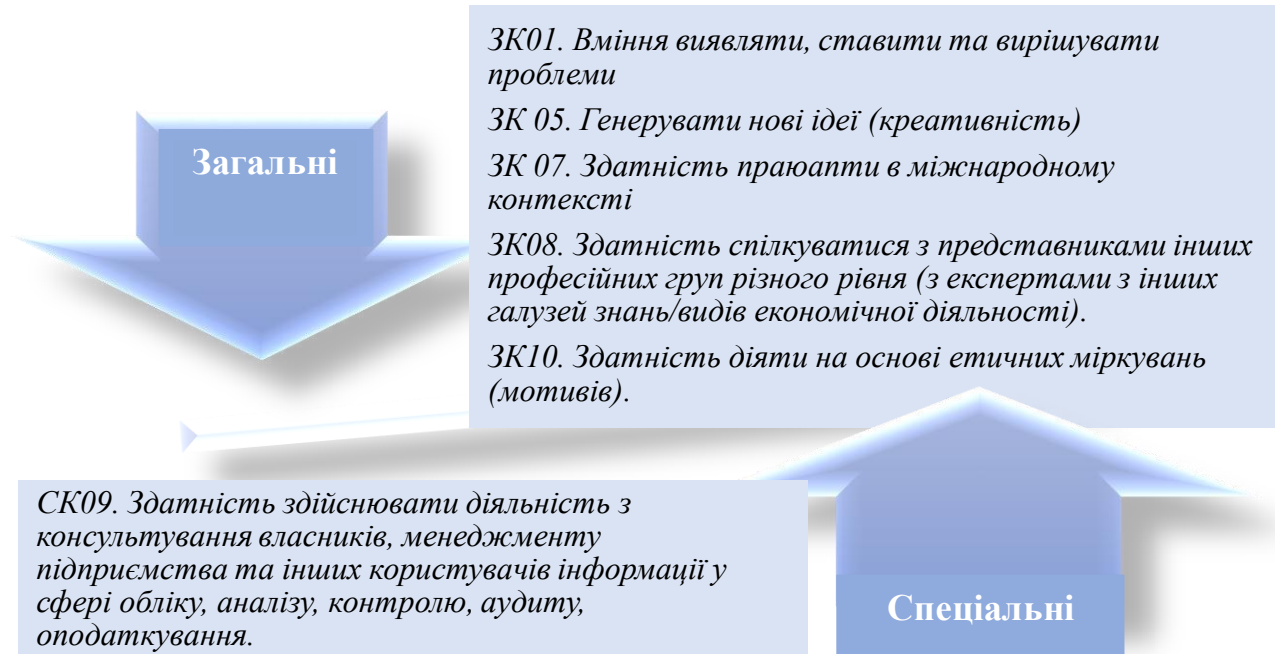 Загальні
ЗК01. Вміння виявляти, ставити та вирішувати
проблеми
ЗК 05. Генерувати нові ідеї (креативність)
ЗК 07. Здатність праюапти в міжнародному
контексті
ЗК08. Здатність спілкуватися з представниками інших
професійних груп різного рівня (з експертами з інших
галузей знань/видів економічної діяльності).
ЗК10. Здатність діяти на основі етичних міркувань
(мотивів).
СК09. Здатність здійснювати діяльність з
консультування власників, менеджменту
підприємства та інших користувачів інформації у
сфері обліку, аналізу, контролю, аудиту,
оподаткування.
Спеціальні